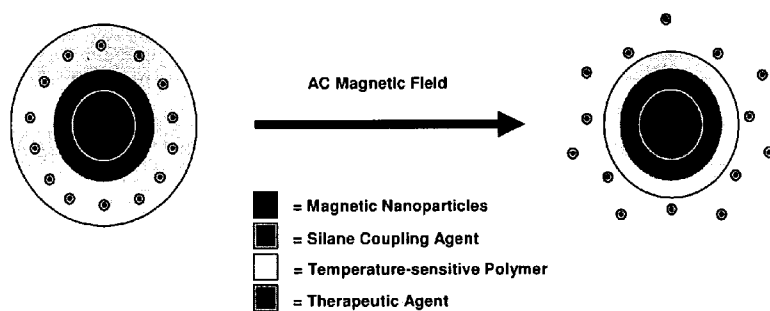 AC Magnetic Field
= Magnetic Nanoparticles
= Silane Coupling Agent
= Temperature-sensitive Polymer
= Therapeutic Agent